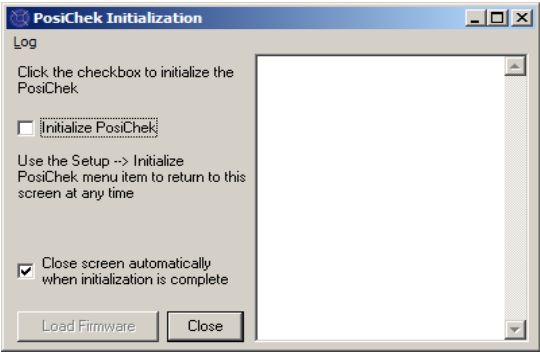 PosiChek Initialization
Log
Click the checkbox to initialize the
PosiChek
Initialize PosiChek
Use the Setup --> Initialize
PosiChek menu item to return to this
screen at any time
Close screen automatically
when initialization is complete
Load Firmware
Close